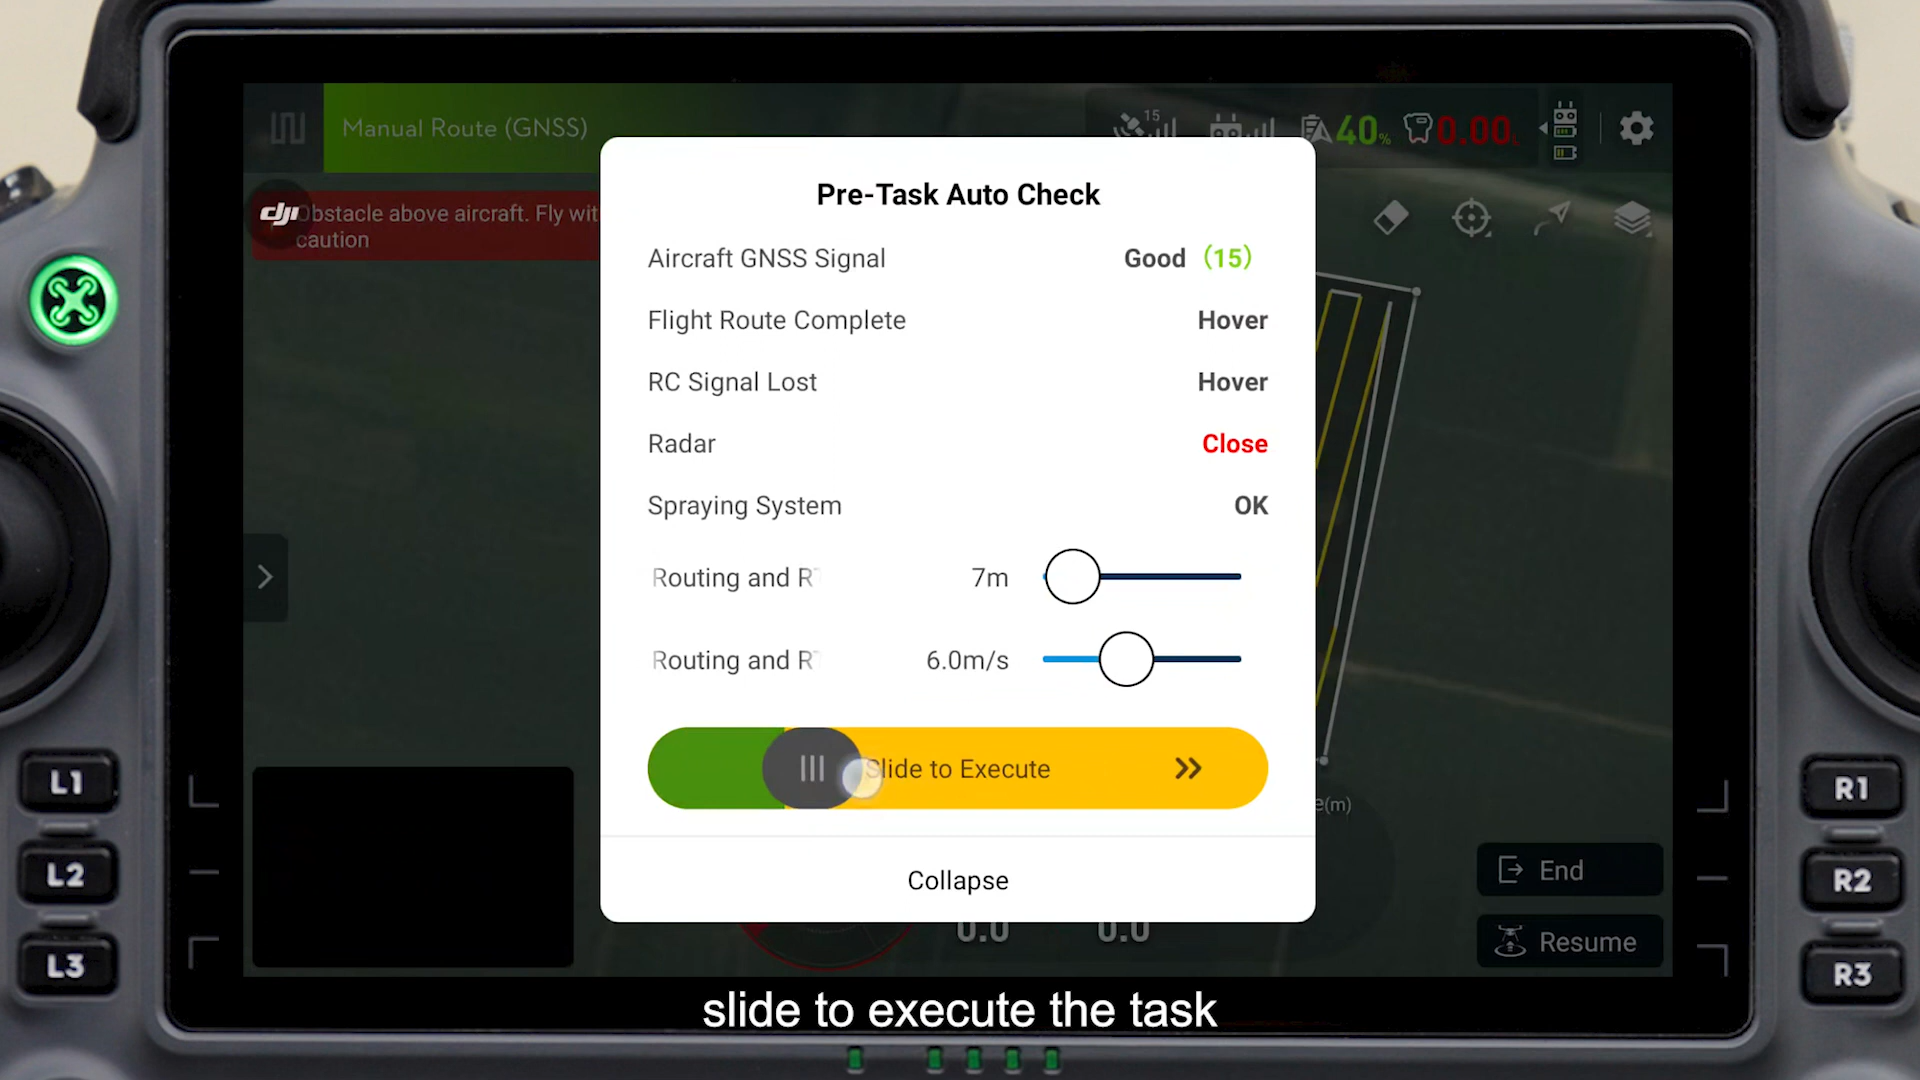 Manual Route (GNSS)
15
40%
0.00L
dji
Obstacle above aircraft. Fly wit
caution
Pre-Task Auto Check
Aircraft GNSS Signal Good (15)
Flight Route Complete Hover
RC Signal Lost Hover
Radar Close
Spraying System OK
Routing and RT 7m
Routing and RT 6.0m/s
Slide to Execute
Collapse
e(m)
0.0 0.0
End
Resume
L1
L2
L3
R1
R2
R3
slide to execute the task